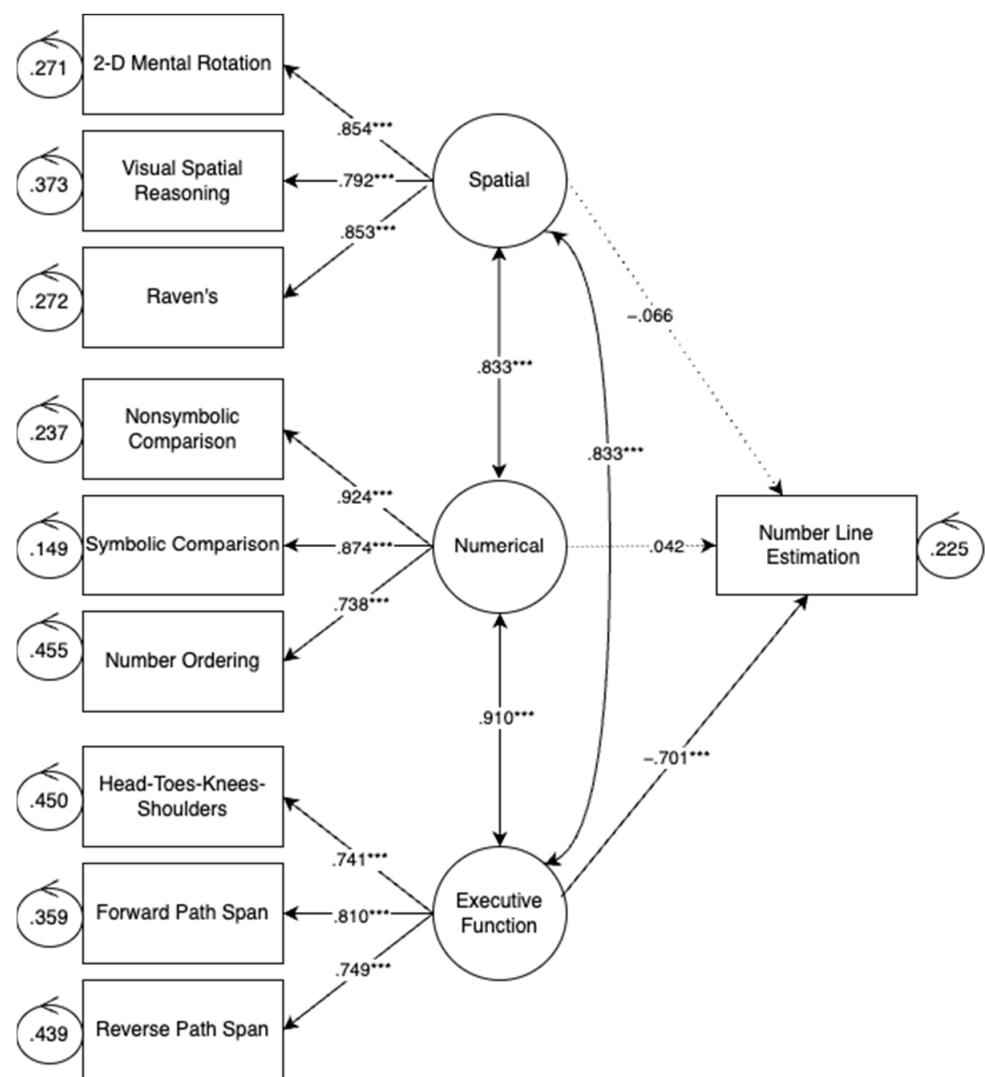 .271
2-D Mental Rotation
.854***
.373
Visual Spatial
Reasoning
.792***
Spatial
.853***
.272
Raven's
–.066
.833***
.237
Nonsymbolic
Comparison
.833***
.924***
.149
Symbolic Comparison
.874***
Numerical
.042
Number Line
Estimation
.225
.738***
.455
Number Ordering
.910***
–.701***
.450
Head-Toes-Knees-
Shoulders
.741***
.359
Forward Path Span
.810***
Executive
Function
.749***
.439
Reverse Path Span